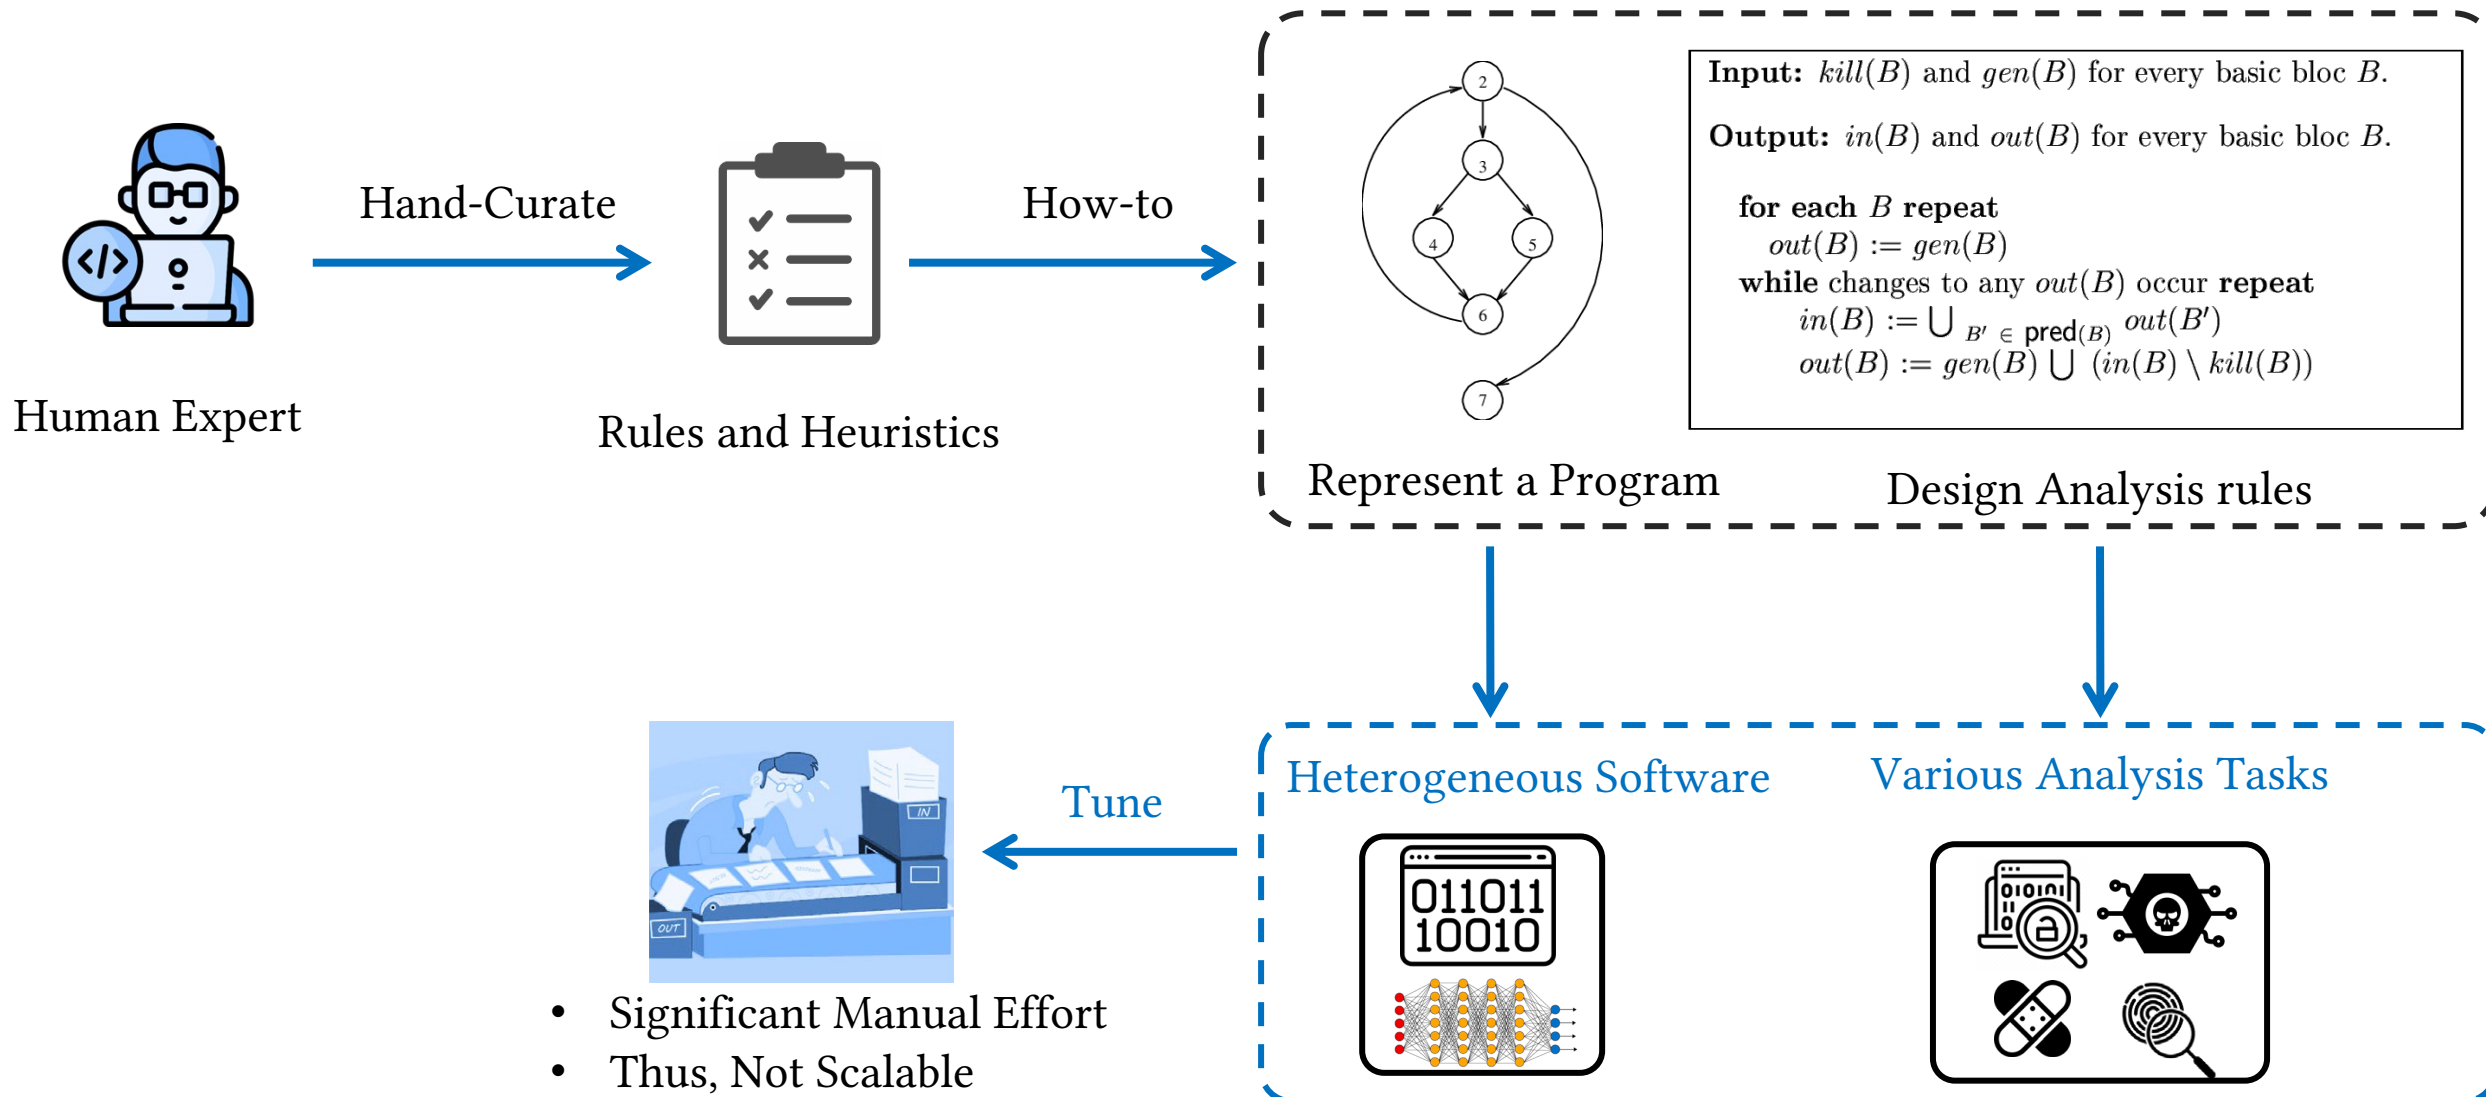 Human Expert
Hand-Curate
</>
Rules and Heuristics
How-to
2
3
4
5
6
7
Represent a Program
Input: kill(B) and gen(B) for every basic bloc B.
Output: in(B) and out(B) for every basic bloc B.
for each B repeat
out(B) := gen(B)
while changes to any out(B) occur repeat
in(B) := ⋃ B′ ∈ pred(B) out(B′)
out(B) := gen(B) ⋃ (in(B) \ kill(B))
Design Analysis rules
Heterogeneous Software
011011
10010
Various Analysis Tasks
Tune
IN
OUT
• Significant Manual Effort
• Thus, Not Scalable